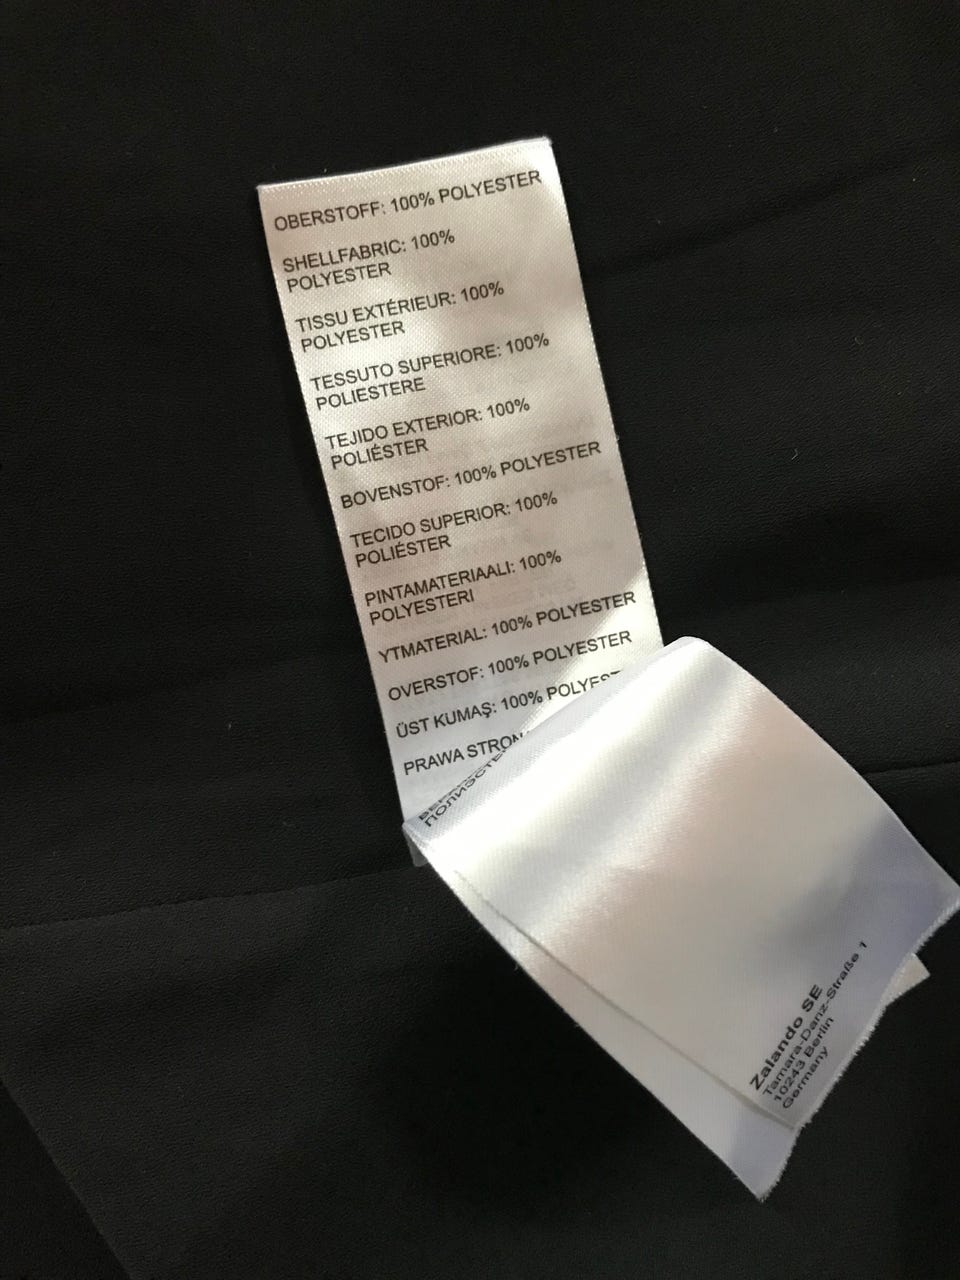 OBERSTOFF: 100% POLYESTER
SHELLFABRIC: 100%
POLYESTER
TISSU EXTÉRIEUR: 100%
POLYESTER
TESSUTO SUPERIORE: 100%
POLIESTERE
TEJIDO EXTERIOR: 100%
POLIÉSTER
BOVENSTOF: 100% POLYESTER
TECIDO SUPERIOR: 100%
POLIÉSTER
PINTAMATERIAALI: 100%
POLYESTERI
YTMATERIAL: 100% POLYESTER
OVERSTOF: 100% POLYESTER
ÜST KUMAŞ: 100%
PRAWA
Zalando SE
Tamara-Danz-Straße 1
10243 Berlin
Germany